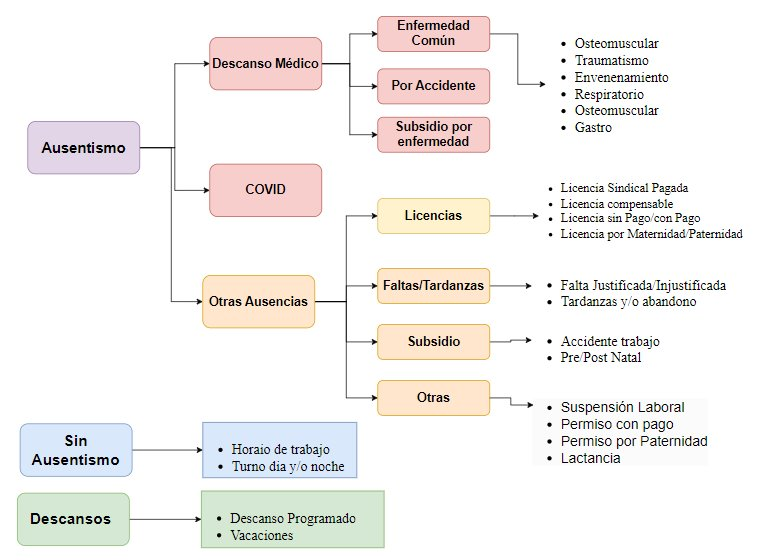 Ausentismo
Descanso Médico
Enfermedad
Común
• Osteomuscular
• Traumatismo
• Envenenamiento
• Respiratorio
• Osteomuscular
• Gastro
Por Accidente
Subsidio por
enfermedad
COVID
Otras Ausencias
Licencias
• Licencia Sindical Pagada
• Licencia compensable
• Licencia sin Pago/con Pago
• Licencia por Maternidad/Paternidad
Faltas/Tardanzas
• Falta Justificada/Injustificada
• Tardanzas y/o abandono
Subsidio
• Accidente trabajo
• Pre/Post Natal
Otras
• Suspensión Laboral
• Permiso con pago
• Permiso por Paternidad
• Lactancia
Sin
Ausentismo
• Horaio de trabajo
• Turno dia y/o noche
Descansos
• Descanso Programado
• Vacaciones